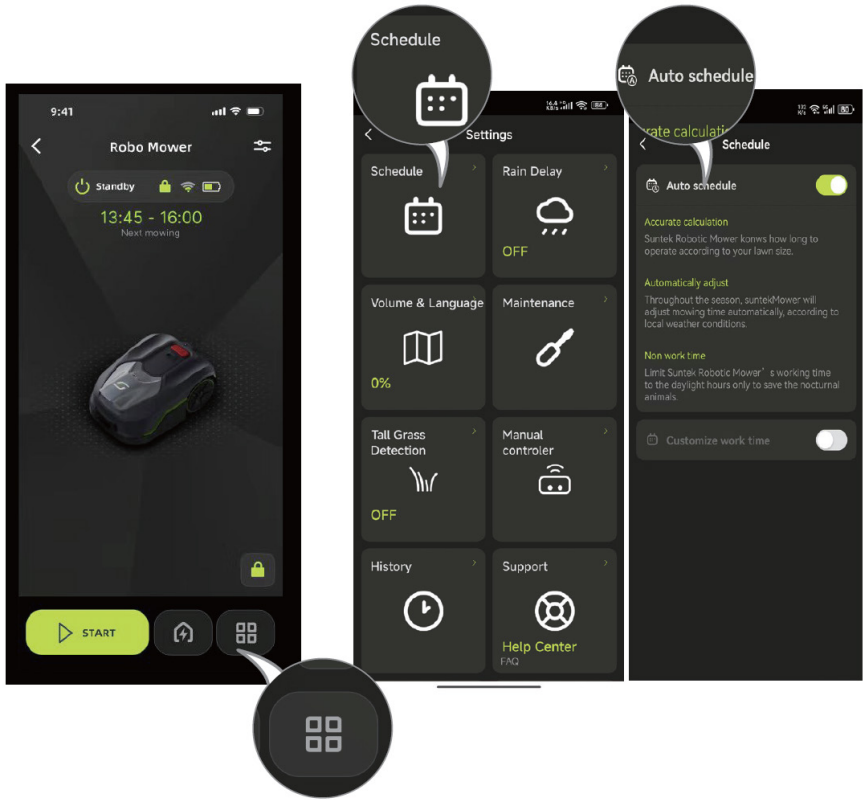 Schedule
Auto schedule
9:41
Robo Mower
Standby
13:45 - 16:00
Next mowing
START
Settings
Schedule
Rain Delay
OFF
Volume & Language
Maintenance
0%
Tall Grass
Detection
OFF
Manual
controler
History
Support
Help Center
FAQ
rate calculati
Schedule
Auto schedule
Accurate calculation
Suntek Robotic Mower konws how long to
operate according to your lawn size.
Automatically adjust
Throughout the season, suntekMower will
adjust mowing time automatically, according to
local weather conditions.
Non work time
Limit Suntek Robotic Mower's working time
to the daylight hours only to save the nocturnal
animals.
Customize work time